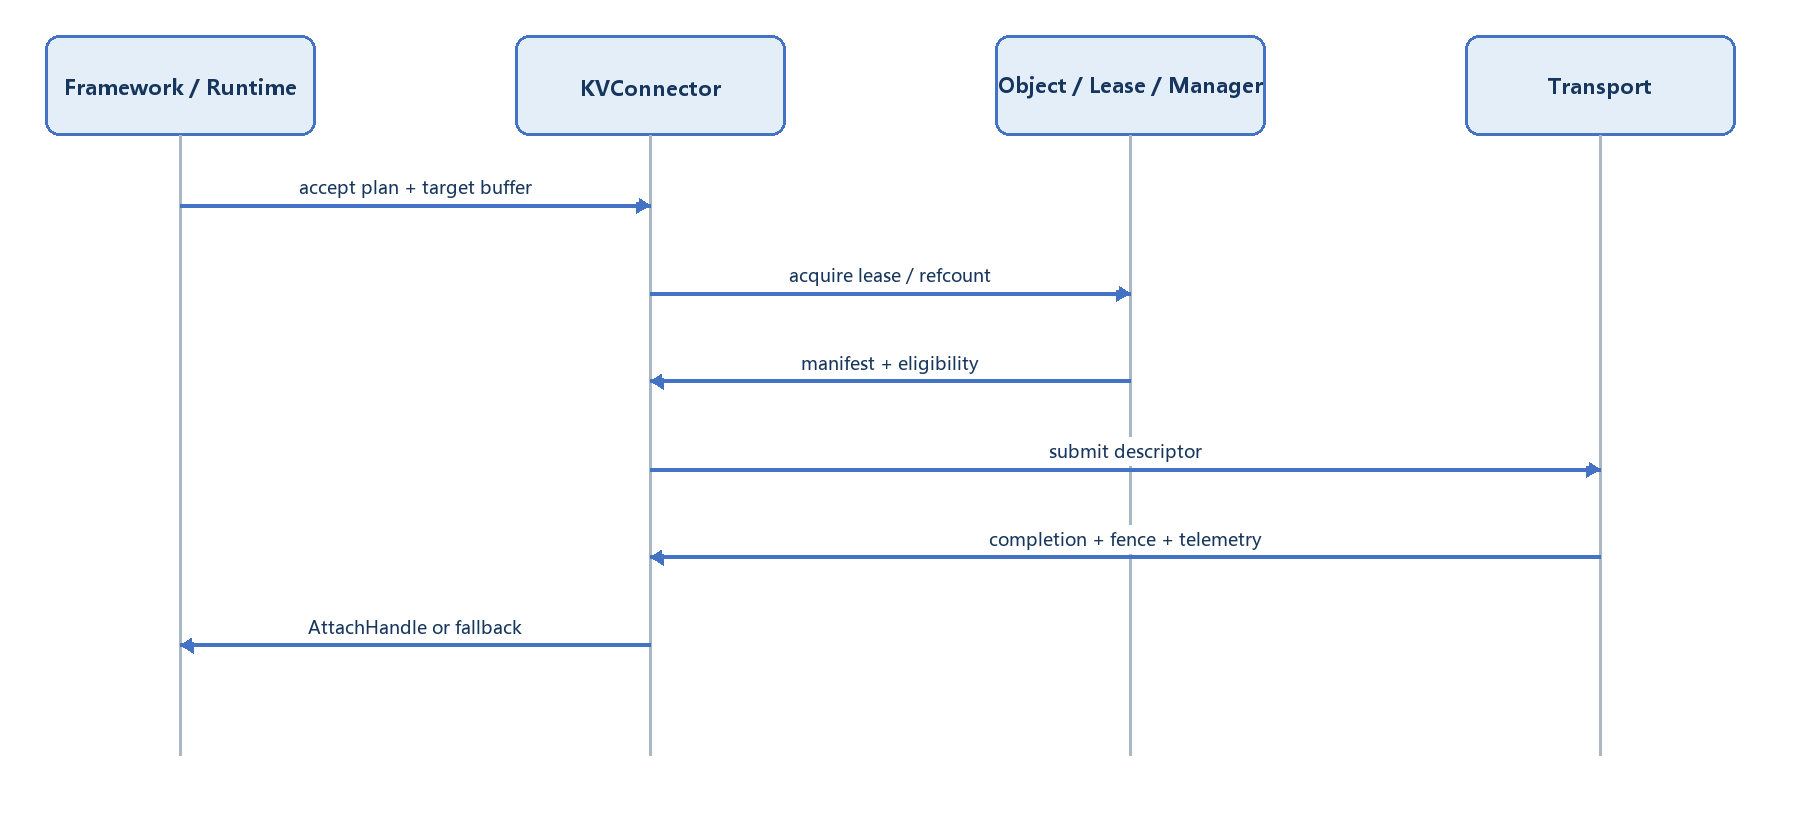 Framework / Runtime
KVConnector
Object / Lease / Manager
Transport
accept plan + target buffer
acquire lease / refcount
manifest + eligibility
submit descriptor
completion + fence + telemetry
AttachHandle or fallback